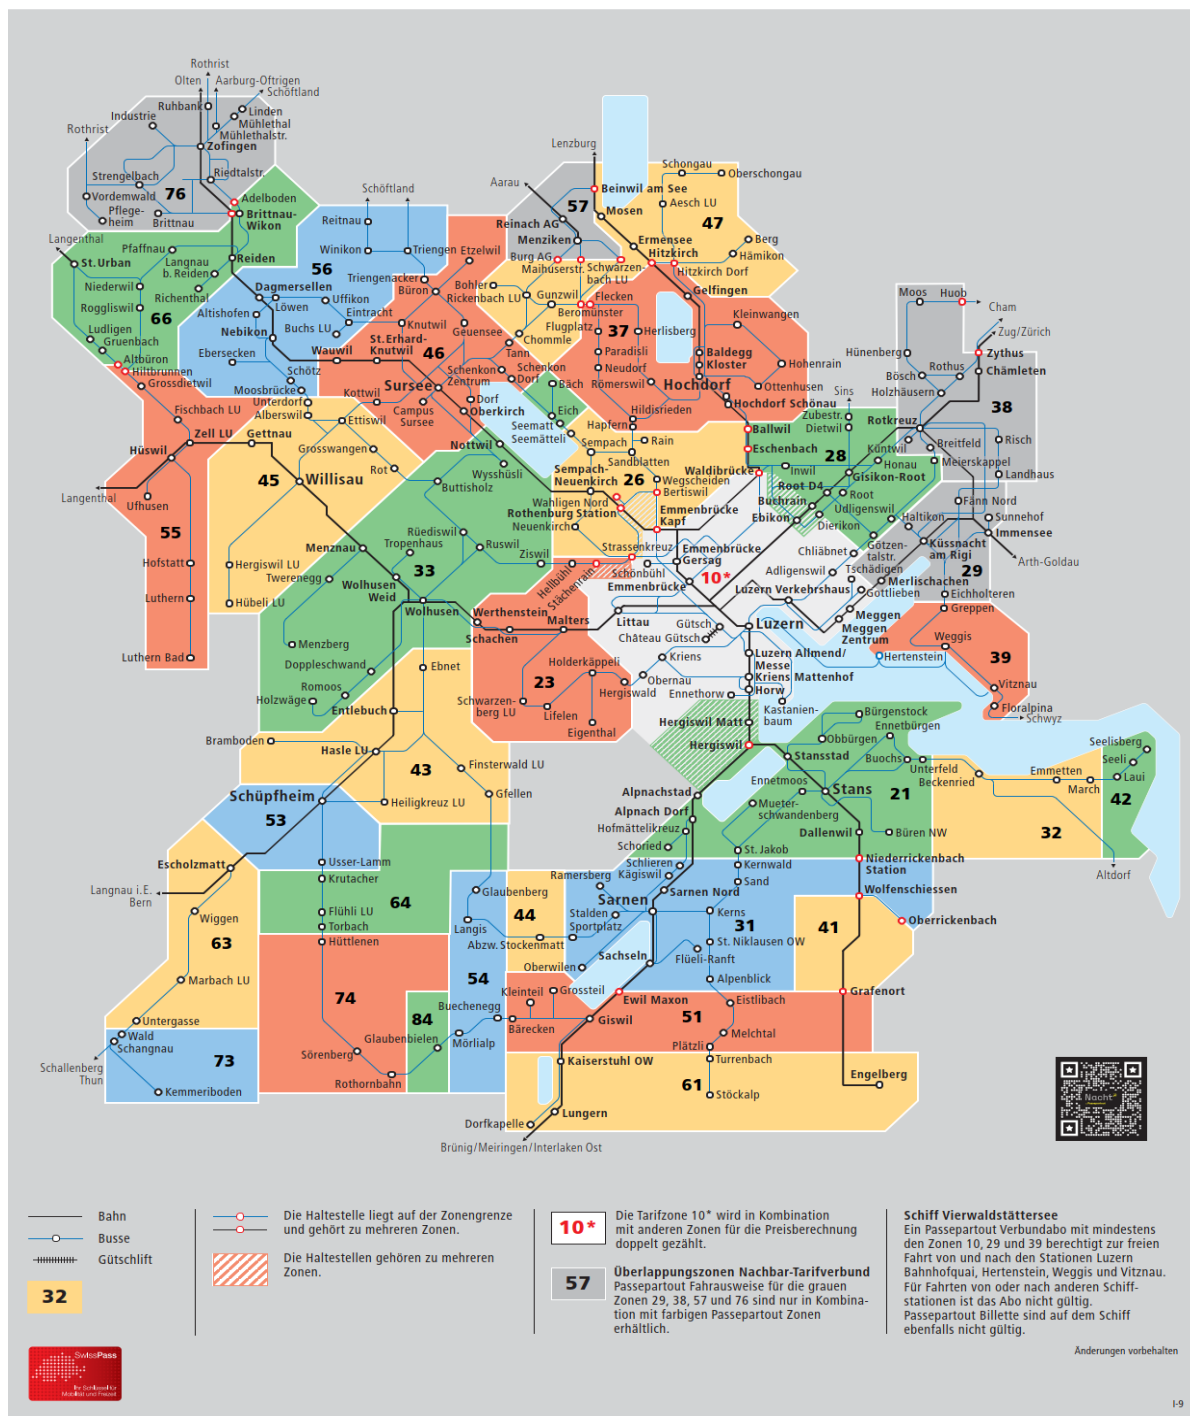 Rothrist
Olten
Aarburg-Oftrigen
Schöftland
Ruhbank
Linden
Mühlethal
Mühlethalstr.
Industrie
Rothrist
Zofingen
Strengelbach
Riedtalstr.
76
Vordemwald
Pflege-
heim
Brittnau
Adelboden
Brittnau-
Wikon
Langenthal
St.Urban
Pfaffnau
Langnau
b. Reiden
Reiden
Niederwil
Richenthal
Roggliswil
66
Ludligen
Gruenbach
Altbüron
Hiltbrunnen
Grossdietwil
Schöftland
Reitnau
Winikon
Triengen
56
Dagmersellen
Uffikon
Löwen
Eintracht
Altishofen
Buchs LU
Nebikon
Ebersecken
Wauwil
Schötz
Moosbrücke
Unterdorf
Alberswil
Etzelwil
Triengenacker
Büron
Knutwil
Geuensee
St.Erhard-
Knutwil
46
Sursee
Schenkon
Zentrum
Schenkon
Dorf
Tann
Kottwil
Campus
Sursee
Dorf
Oberkirch
Nottwil
Lenzburg
Aarau
57
Reinach AG
Menziken
Burg AG
Maihuserstr.
Schwarzen-
bach LU
Beinwil am See
Mosen
Schongau
Oberschongau
Aesch LU
47
Ermensee
Hitzkirch
Berg
Hämikon
Hitzkirch Dorf
Gelfingen
Bohler
Rickenbach LU
Gunzwil
Flecken
Beromünster
Chommle
Flugplatz
37
Herlisberg
Paradisli
Neudorf
Römerswil
Kleinwangen
Baldegg
Kloster
Hohenrain
Hochdorf
Ottenhusen
Hochdorf Schönau
Hildisrieden
Bäch
Eich
Seematt
Seemätteli
Hapfern
Sempach
Rain
Sandblatten
Sempach-
Neuenkirch
26
Wegscheiden
Bertiswil
Wahligen Nord
Rothenburg Station
Neuenkirch
Emmenbrücke
Kapf
Strassenkreuz
Ballwil
Eschenbach
Waldibrücke
Sins
Zubestr.
Dietwil
28
Inwil
Root D4
Buchrain
Root
Gisikon-Root
Honau
Küntwil
Udligenswil
Dierikon
Ebikon
Moos
Huob
Cham
Zug/Zürich
Zythus
Chämleten
Hünenberg
Rothus
Bösch
Holzhäusern
38
Rotkreuz
Breitfeld
Risch
Meierskappel
Landhaus
Fänn Nord
Haltikon
Sunnehof
Immensee
Küssnacht
am Rigi
Arth-Goldau
29
Götzen-
talstr.
Tschädigen
Merlischachen
Gottlieben
Eichholteren
Greppen
Chliäbnet
Adligenswil
Luzern Verkehrshaus
Meggen
Meggen
Zentrum
Weggis
39
Hertenstein
Vitznau
Floralpina
Schwyz
Fischbach LU
Zell LU
Gettnau
Hüswil
Langenthal
Ufhusen
55
Hofstatt
Luthern
Luthern Bad
Ettiswil
Grosswangen
Rot
45
Willisau
Hergiswil LU
Hübeli LU
Wysshüsli
Buttisholz
Rüediswil
Tropenhaus
Ruswil
Ziswil
Menznau
33
Twerenegg
Wolhusen
Weid
Wolhusen
Menzberg
Doppleschwand
Romoos
Holzwäge
Hellbühl
Stächenrain
Schönbühl
Emmenbrücke
Emmenbrücke
Gersag
10*
Littau
Gütsch
Château Gütsch
Luzern
Luzern Allmend/
Messe
Kriens Mattenhof
Horw
Kriens
Obernau
Ennethorw
Kastanien-
baum
Hergiswil Matt
Hergiswil
Werthenstein
Schachen
Malters
Holderkäppeli
23
Hergiswald
Schwarzen-
berg LU
Lifelen
Eigenthal
Ebnet
Entlebuch
Bramboden
Hasle LU
43
Finsterwald LU
Heiligkreuz LU
Gfellen
Schüpfheim
53
Escholzmatt
Langnau i.E.
Bern
Usser-Lamm
Krutacher
Flühli LU
Torbach
64
Hüttlenen
Wiggen
63
Marbach LU
Untergasse
Wald
Schangnau
Schallenberg
Thun
73
Kemmeriboden
74
Sörenberg
Rothornbahn
84
Glaubenbielen
Glaubenberg
Langis
Abzw. Stockenmatt
44
54
Buechenegg
Mörlialp
Bürgenstock
Obbürgen
Ennetbürgen
Stansstad
Buochs
Unterfeld
Beckenried
Ennetmoos
Stans
21
Mueter-
schwandenberg
Dallenwil
Büren NW
Niederrickenbach
Station
Wolfenschiessen
Oberrickenbach
Emmetten
March
Seelisberg
Seeli
Laui
42
32
Altdorf
Alpnachstad
Alpnach Dorf
Hofmättelikreuz
Schoried
Schlieren
Kägiswil
Ramersberg
Sarnen Nord
Sarnen
Stalden
Sportplatz
Oberwilen
Sachseln
St. Jakob
Kernwald
Sand
Kerns
31
St. Niklausen OW
Flüeli-Ranft
Alpenblick
Eistlibach
41
Grafenort
Engelberg
Kleinteil
Grossteil
Bärecken
Ewil Maxon
Giswil
51
Melchtal
Plätzli
Turrenbach
Kaiserstuhl OW
61
Stöckalp
Lungern
Dorfkapelle
Brünig/Meiringen/Interlaken Ost
Nacht
Bahn
Busse
Gütschlift
32
Die Haltestelle liegt auf der Zonengrenze
und gehört zu mehreren Zonen.
Die Haltestellen gehören zu mehreren
Zonen.
10*
Die Tarifzone 10* wird in Kombination
mit anderen Zonen für die Preisberechnung
doppelt gezählt.
57
Überlappungszonen Nachbar-Tarifverbund
Passepartout Fahrausweise für die grauen
Zonen 29, 38, 57 und 76 sind nur in Kombina-
tion mit farbigen Passepartout Zonen
erhältlich.
Schiff Vierwaldstättersee
Ein Passepartout Verbundabo mit mindestens
den Zonen 10, 29 und 39 berechtigt zur freien
Fahrt von und nach den Stationen Luzern
Bahnhofquai, Hertenstein, Weggis und Vitznau.
Für Fahrten von oder nach anderen Schiff-
stationen ist das Abo nicht gültig.
Passepartout Billette sind auf dem Schiff
ebenfalls nicht gültig.
Änderungen vorbehalten
SwissPass
Ihr Schlüssel für
Mobilität und Freizeit
I-9